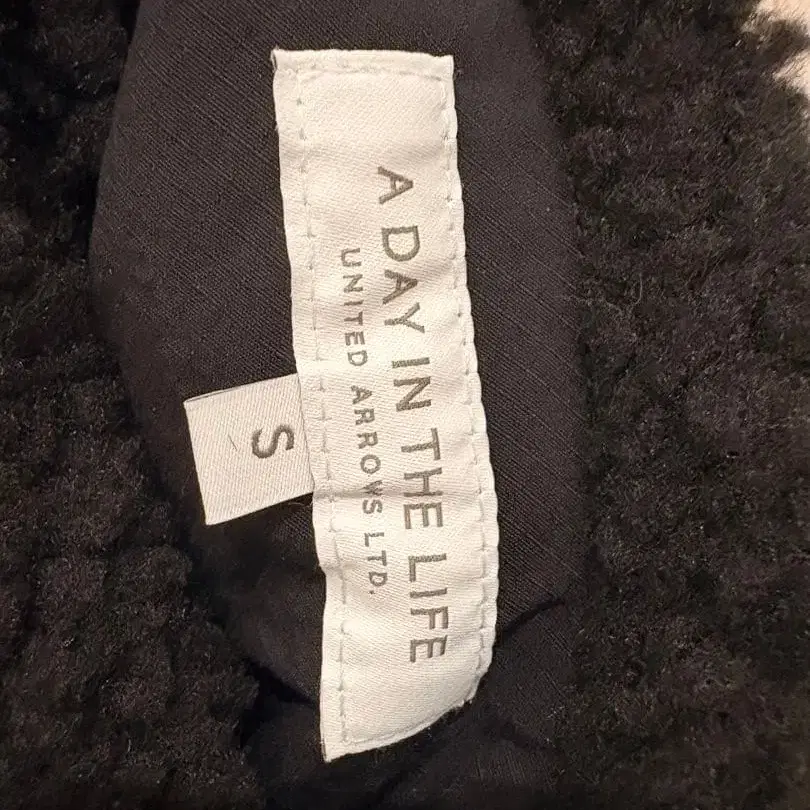 A DAY IN THE LIFE
UNITED ARROWS LTD.
S